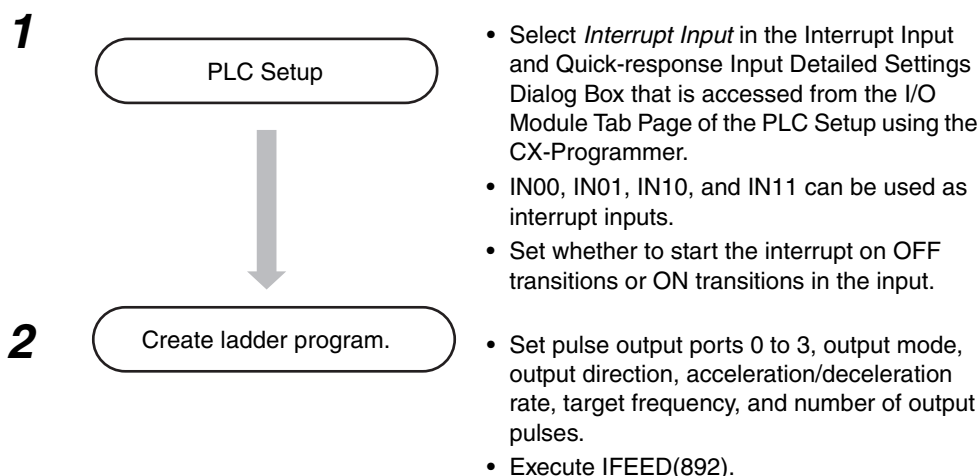 1
PLC Setup
• Select Interrupt Input in the Interrupt Input
and Quick-response Input Detailed Settings
Dialog Box that is accessed from the I/O
Module Tab Page of the PLC Setup using the
CX-Programmer.
• IN00, IN01, IN10, and IN11 can be used as
interrupt inputs.
• Set whether to start the interrupt on OFF
transitions or ON transitions in the input.
2
Create ladder program.
• Set pulse output ports 0 to 3, output mode,
output direction, acceleration/deceleration
rate, target frequency, and number of output
pulses.
• Execute IFEED(892).